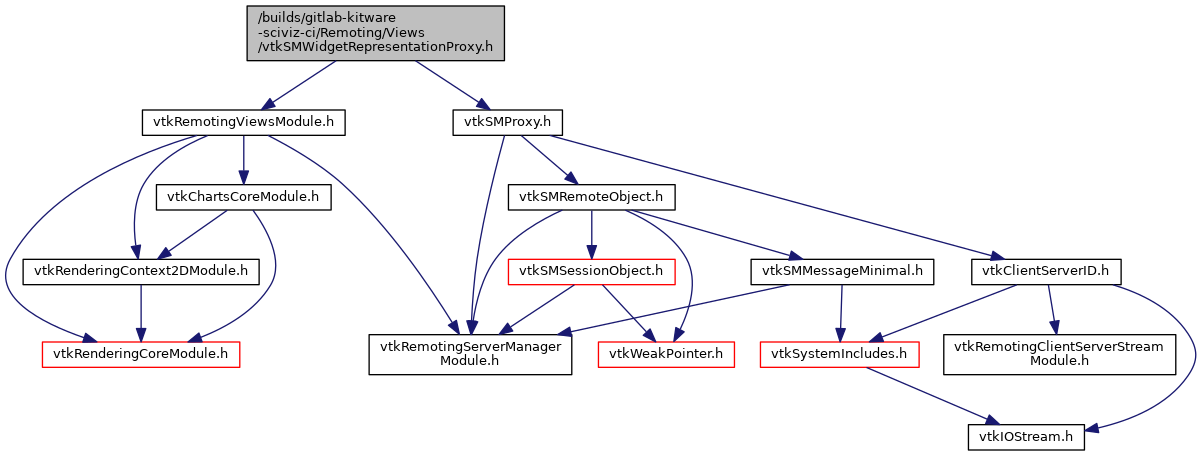 /builds/gitlab-kitware
-sciviz-ci/Remoting/Views
/vtkSMWidgetRepresentationProxy.h
vtkRemotingViewsModule.h
vtkSMProxy.h
vtkChartsCoreModule.h
vtkSMRemoteObject.h
vtkRenderingContext2DModule.h
vtkSMSessionObject.h
vtkSMMessageMinimal.h
vtkClientServerID.h
vtkRenderingCoreModule.h
vtkRemotingServerManager
Module.h
vtkWeakPointer.h
vtkSystemIncludes.h
vtkRemotingClientServerStream
Module.h
vtkIOStream.h